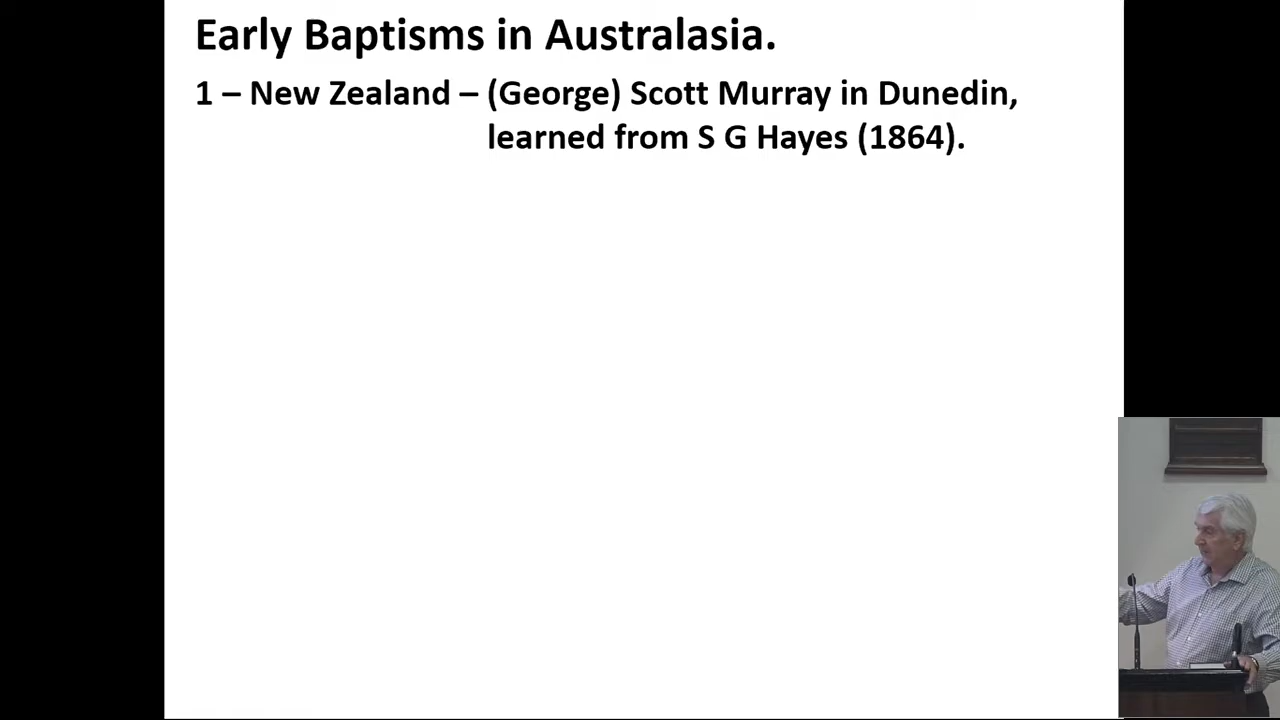 Early Baptisms in Australasia.
1 – New Zealand – (George) Scott Murray in Dunedin,
learned from S G Hayes (1864).